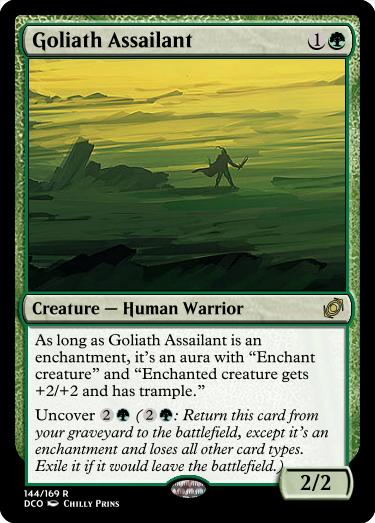 Goliath Assailant 1
Creature — Human Warrior
As long as Goliath Assailant is an
enchantment, it's an aura with “Enchant
creature” and “Enchanted creature gets
+2/+2 and has trample.”
Uncover 2 ( 2 : Return this card from
your graveyard to the battlefield, except it's an
enchantment and loses all other card types.
Exile it if it would leave the battlefield.)
2/2
144/169 R
DCO Chilly Prins